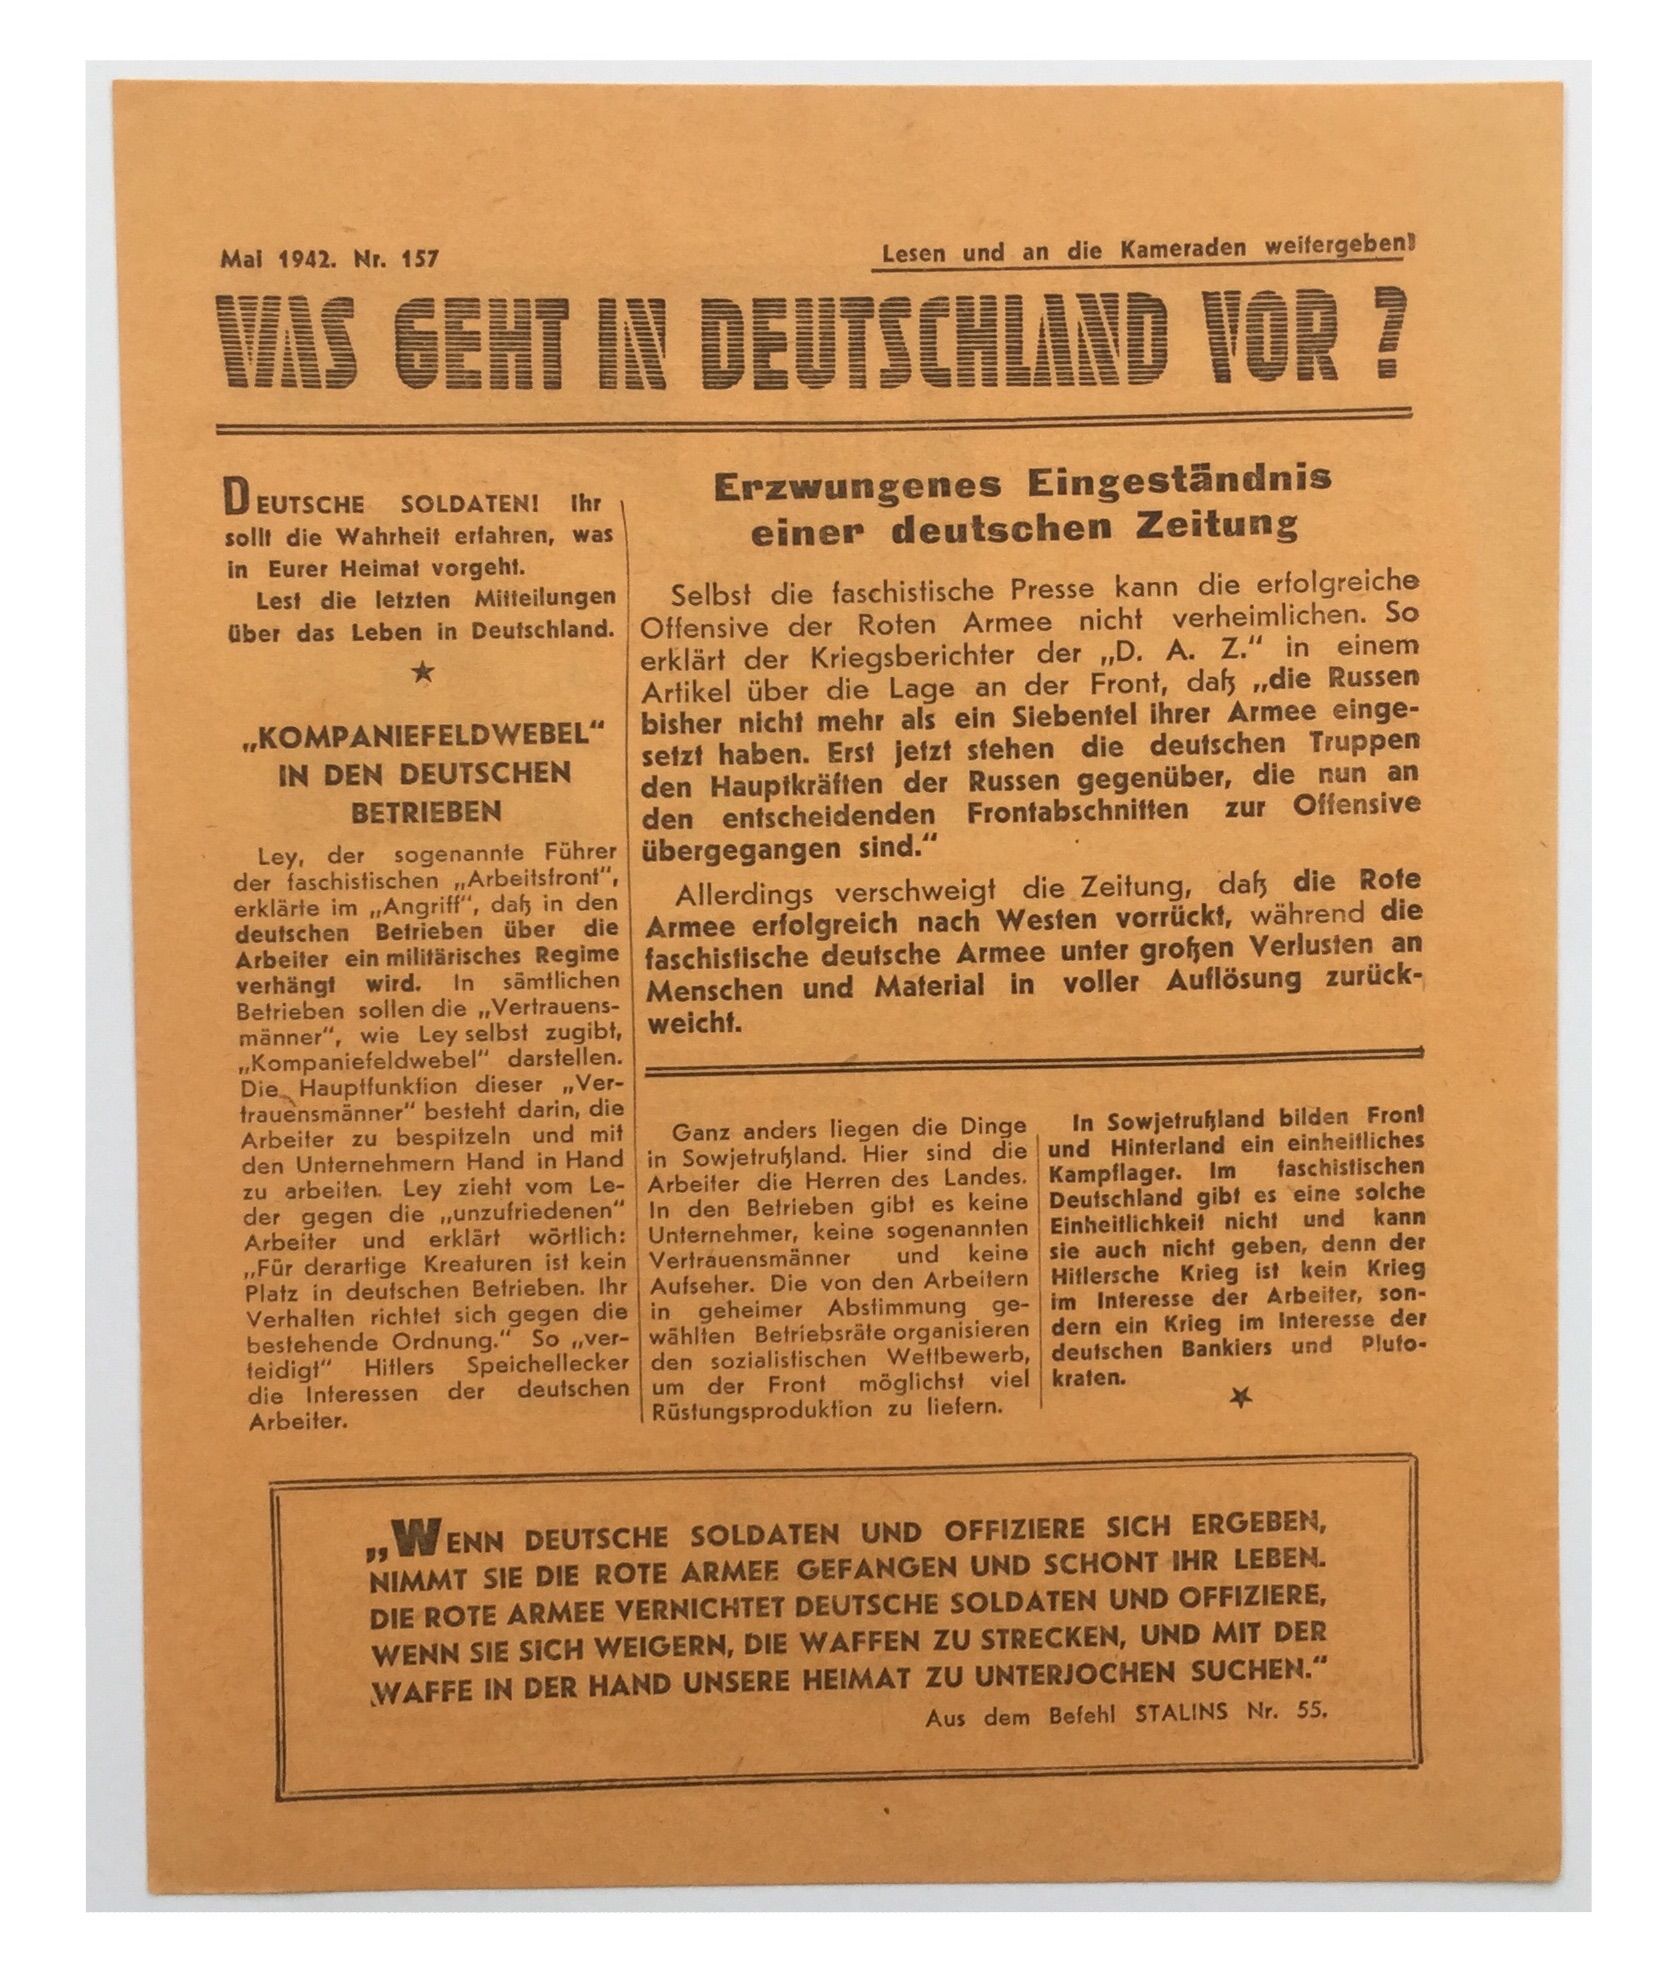 Mai 1942. Nr. 157
Lesen und an die Kameraden weitergeben!
WAS GEHT IN DEUTSCHLAND VOR?
DEUTSCHE SOLDATEN! Ihr
sollt die Wahrheit erfahren, was
in Eurer Heimat vorgeht.
Lest die letzten Mitteilungen
über das Leben in Deutschland.
★
„KOMPANIEFELDWEBEL“
IN DEN DEUTSCHEN
BETRIEBEN
Ley, der sogenannte Führer
der faschistischen „Arbeitsfront“,
erklärte im „Angriff“, daß in den
deutschen Betrieben über die
Arbeiter ein militärisches Regime
verhängt wird. In sämtlichen
Betrieben sollen die „Vertrauens-
männer“, wie Ley selbst zugibt,
„Kompaniefeldwebel“ darstellen.
Die Hauptfunktion dieser „Ver-
trauensmänner“ besteht darin, die
Arbeiter zu bespitzeln und mit
den Unternehmern Hand in Hand
zu arbeiten. Ley zieht vom Le-
der gegen die „unzufriedenen“
Arbeiter und erklärt wörtlich:
„Für derartige Kreaturen ist kein
Platz in deutschen Betrieben. Ihr
Verhalten richtet sich gegen die
bestehende Ordnung.“ So „ver-
teidigt“ Hitlers Speichellecker
die Interessen der deutschen
Arbeiter.
Erzwungenes Eingeständnis
einer deutschen Zeitung
Selbst die faschistische Presse kann die erfolgreiche
Offensive der Roten Armee nicht verheimlichen. So
erklärt der Kriegsberichter der „D. A. Z.“ in einem
Artikel über die Lage an der Front, daß „die Russen
bisher nicht mehr als ein Siebentel ihrer Armee einge-
setzt haben. Erst jetzt stehen die deutschen Truppen
den Hauptkräften der Russen gegenüber, die nun an
den entscheidenden Frontabschnitten zur Offensive
übergegangen sind.“
Allerdings verschweigt die Zeitung, daß die Rote
Armee erfolgreich nach Westen vorrückt, während die
faschistische deutsche Armee unter großen Verlusten an
Menschen und Material in voller Auflösung zurück-
weicht.
Ganz anders liegen die Dinge
in Sowjetrußland. Hier sind die
Arbeiter die Herren des Landes.
In den Betrieben gibt es keine
Unternehmer, keine sogenannten
Vertrauensmänner und keine
Aufseher. Die von den Arbeitern
in geheimer Abstimmung ge-
wählten Betriebsräte organisieren
den sozialistischen Wettbewerb,
um der Front möglichst viel
Rüstungsproduktion zu liefern.
In Sowjetrußland bilden Front
und Hinterland ein einheitliches
Kampflager. Im faschistischen
Deutschland gibt es eine solche
Einheitlichkeit nicht und kann
sie auch nicht geben, denn der
Hitlersche Krieg ist kein Krieg
im Interesse der Arbeiter, son-
dern ein Krieg im Interesse der
deutschen Bankiers und Pluto-
kraten.
★
„WENN DEUTSCHE SOLDATEN UND OFFIZIERE SICH ERGEBEN,
NIMMT SIE DIE ROTE ARMEE GEFANGEN UND SCHONT IHR LEBEN.
DIE ROTE ARMEE VERNICHTET DEUTSCHE SOLDATEN UND OFFIZIERE,
WENN SIE SICH WEIGERN, DIE WAFFEN ZU STRECKEN, UND MIT DER
WAFFE IN DER HAND UNSERE HEIMAT ZU UNTERJOCHEN SUCHEN.“
Aus dem Befehl STALINS Nr. 55.